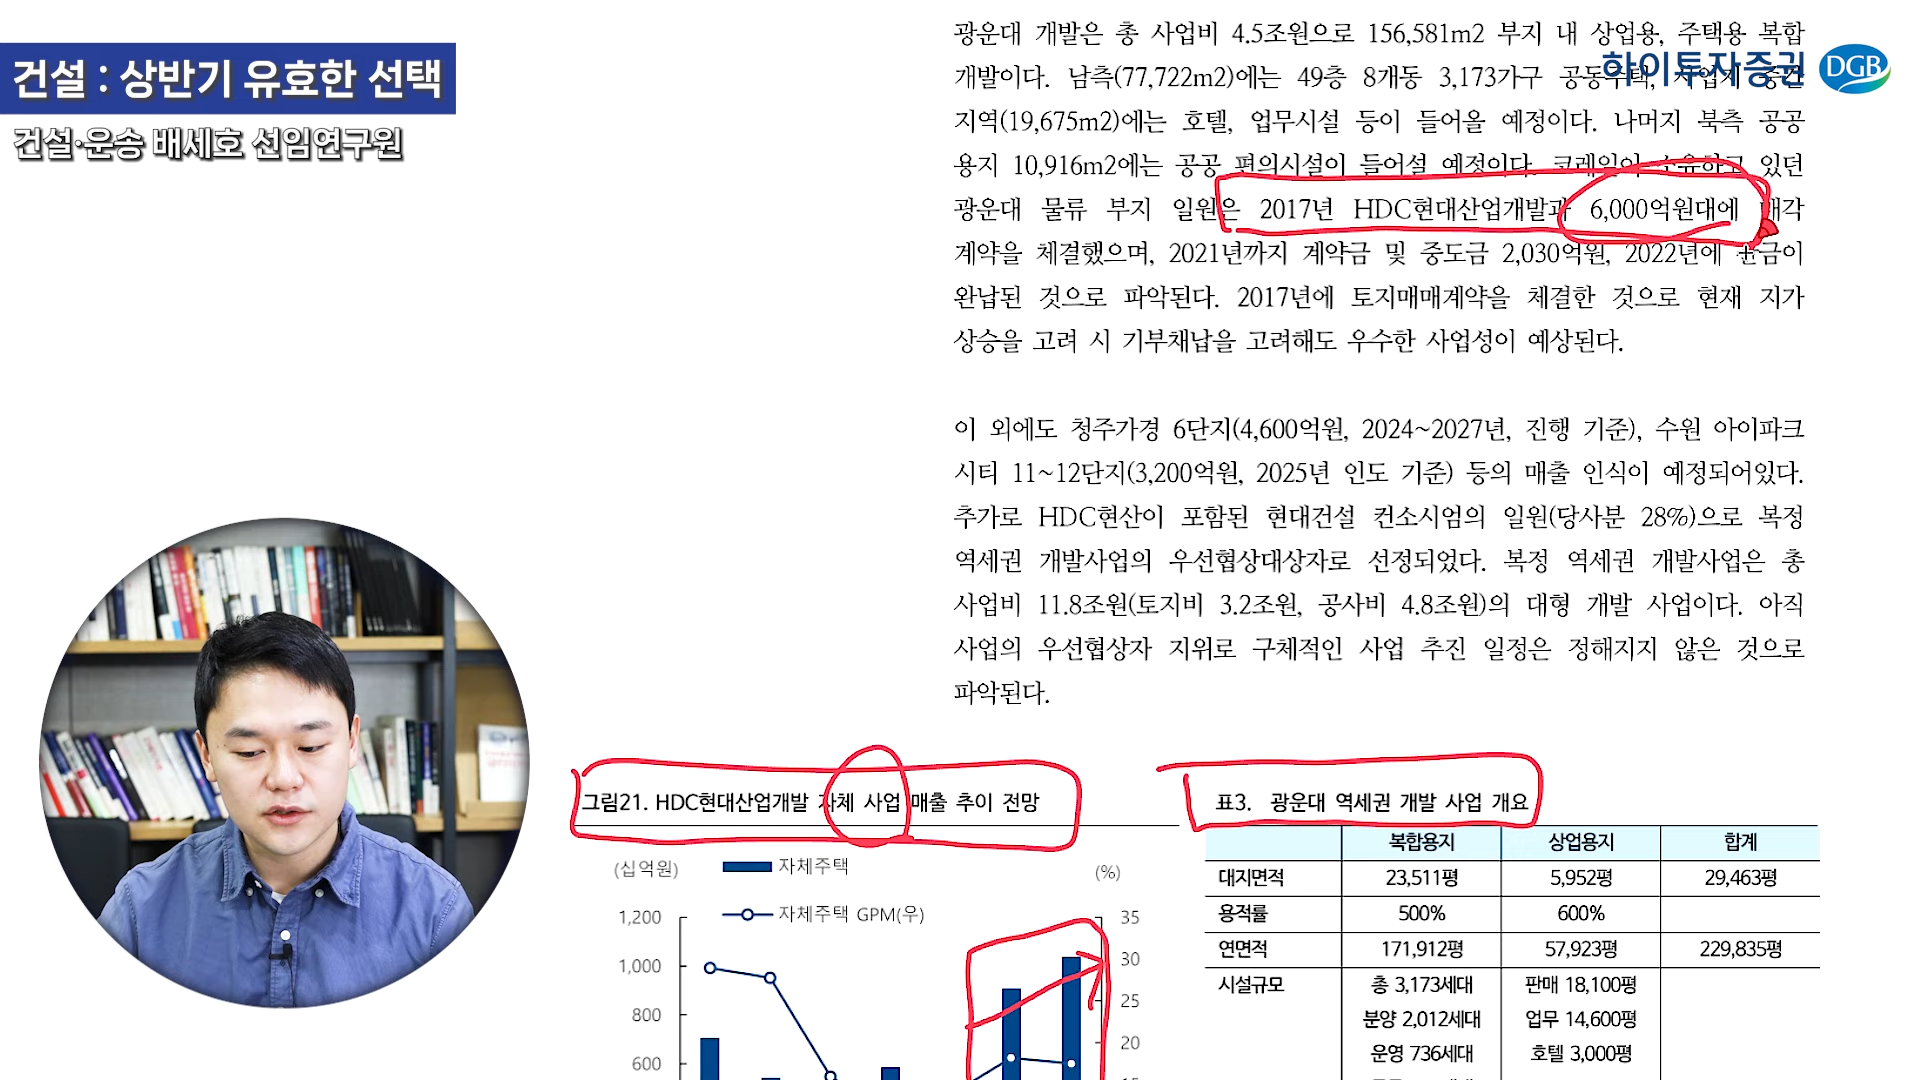 건설 : 상반기 유효한 선택
건설·운송 배세호 선임연구원
하이투자증권 DGB
광운대 개발은 총 사업비 4.5조원으로 156,581m2 부지 내 상업용, 주택용 복합
개발이다. 남측(77,722m2)에는 49층 8개동 3,173가구 공동주택,
지역(19,675m2)에는 호텔, 업무시설 등이 들어올 예정이다. 나머지 북측 공공
용지 10,916m2에는 공공 편의시설이 들어설 예정이다. 코레일이 소유하고 있던
광운대 물류 부지 일원은 2017년 HDC현대산업개발과 6,000억원대에 매각
계약을 체결했으며, 2021년까지 계약금 및 중도금 2,030억원, 2022년에 잔금이
완납된 것으로 파악된다. 2017년에 토지매매계약을 체결한 것으로 현재 지가
상승을 고려 시 기부채납을 고려해도 우수한 사업성이 예상된다.
이 외에도 청주가경 6단지(4,600억원, 2024~2027년, 진행 기준), 수원 아이파크
시티 11~12단지(3,200억원, 2025년 인도 기준) 등의 매출 인식이 예정되어있다.
추가로 HDC현산이 포함된 현대건설 컨소시엄의 일원(당사분 28%)으로 복정
역세권 개발사업의 우선협상대상자로 선정되었다. 복정 역세권 개발사업은 총
사업비 11.8조원(토지비 3.2조원, 공사비 4.8조원)의 대형 개발 사업이다. 아직
사업의 우선협상자 지위로 구체적인 사업 추진 일정은 정해지지 않은 것으로
파악된다.
그림21. HDC현대산업개발 자체 사업 매출 추이 전망
(십억원) 자체주택 (%)
자체주택 GPM(우)
1,200 35
1,000 30
25
800
20
600
표3. 광운대 역세권 개발 사업 개요
복합용지 상업용지 합계
대지면적 23,511평 5,952평 29,463평
용적률 500% 600%
연면적 171,912평 57,923평 229,835평
시설규모 총 3,173세대 판매 18,100평
분양 2,012세대 업무 14,600평
운영 736세대 호텔 3,000평